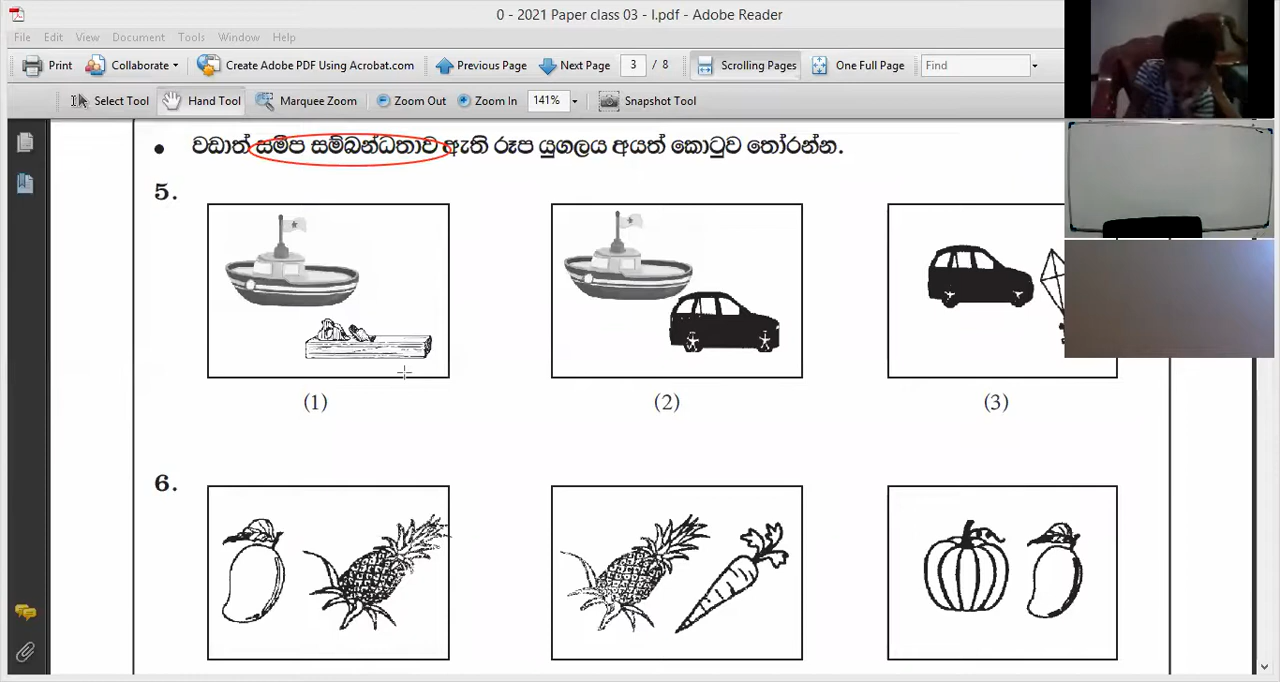 0 - 2021 Paper class 03 - I.pdf - Adobe Reader
File Edit View Document Tools Window Help
Print Collaborate Create Adobe PDF Using Acrobat.com Previous Page Next Page 3 / 8 Scrolling Pages One Full Page Find
Select Tool Hand Tool Marquee Zoom Zoom Out Zoom In 141% Snapshot Tool
• වඩාත් සමීප සම්බන්ධතාව ඇති රූප යුගලය අයත් කොටුව තෝරන්න.
5.
(1) (2) (3)
6.